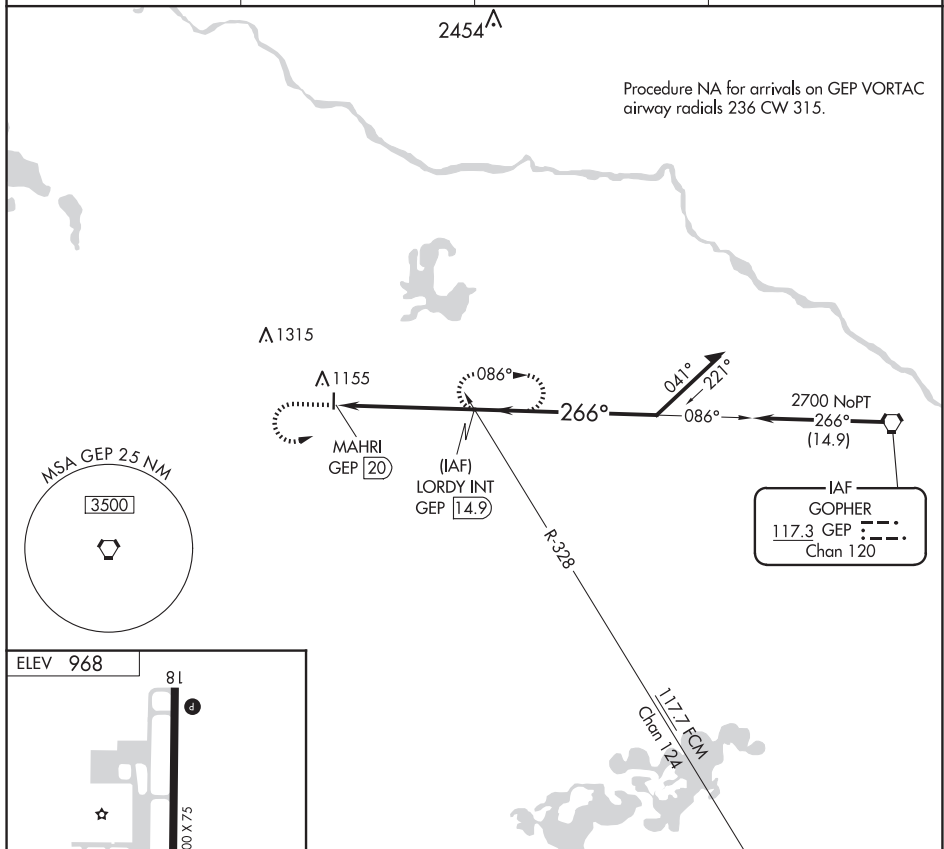 2454
Procedure NA for arrivals on GEP VORTAC
airway radials 236 CW 315.
1315
1155
086°
041°
221°
2700 NoPT
266°
086°
266°
(14.9)
MAHRI
GEP 20
(IAF)
LORDY INT
GEP 14.9
IAF
GOPHER
117.3 GEP
Chan 120
MSA GEP 25 NM
3500
R-328
117.7 FCM
Chan 124
ELEV 968
18
P
00 X 75